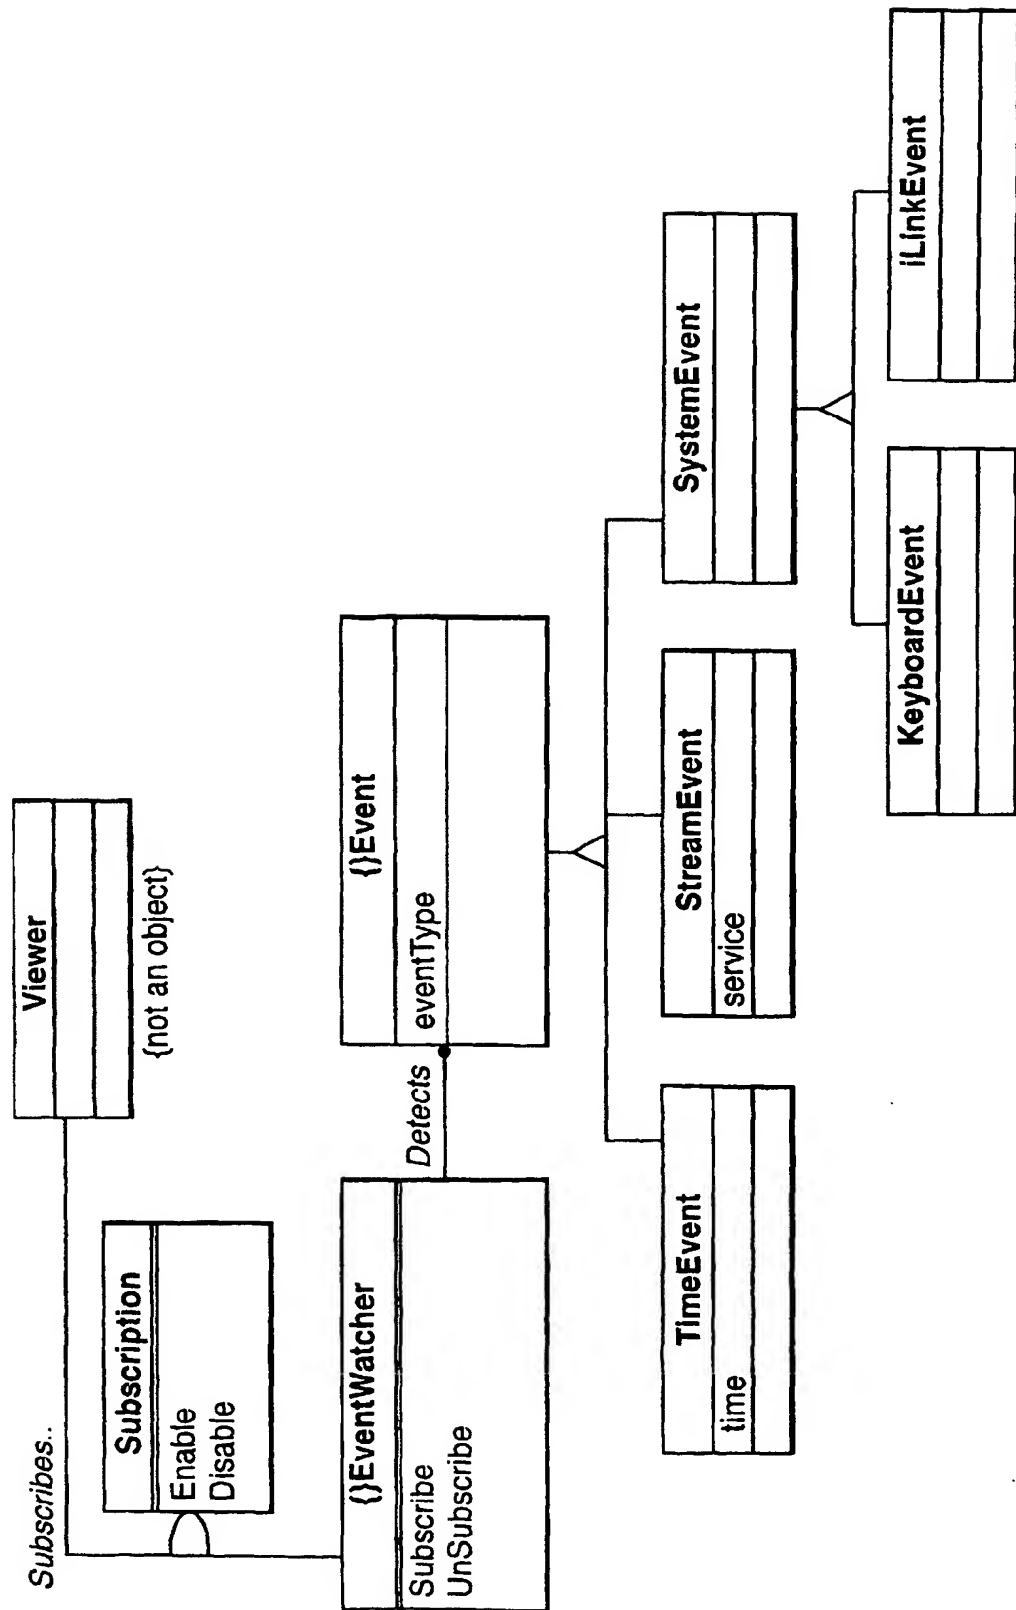 Subscribes..
Viewer
{not an object}
Subscription
Enable
Disable
{}EventWatcher
Subscribe
UnSubscribe
Detects
{}Event
eventType
TimeEvent
time
StreamEvent
service
SystemEvent
KeyboardEvent
iLinkEvent